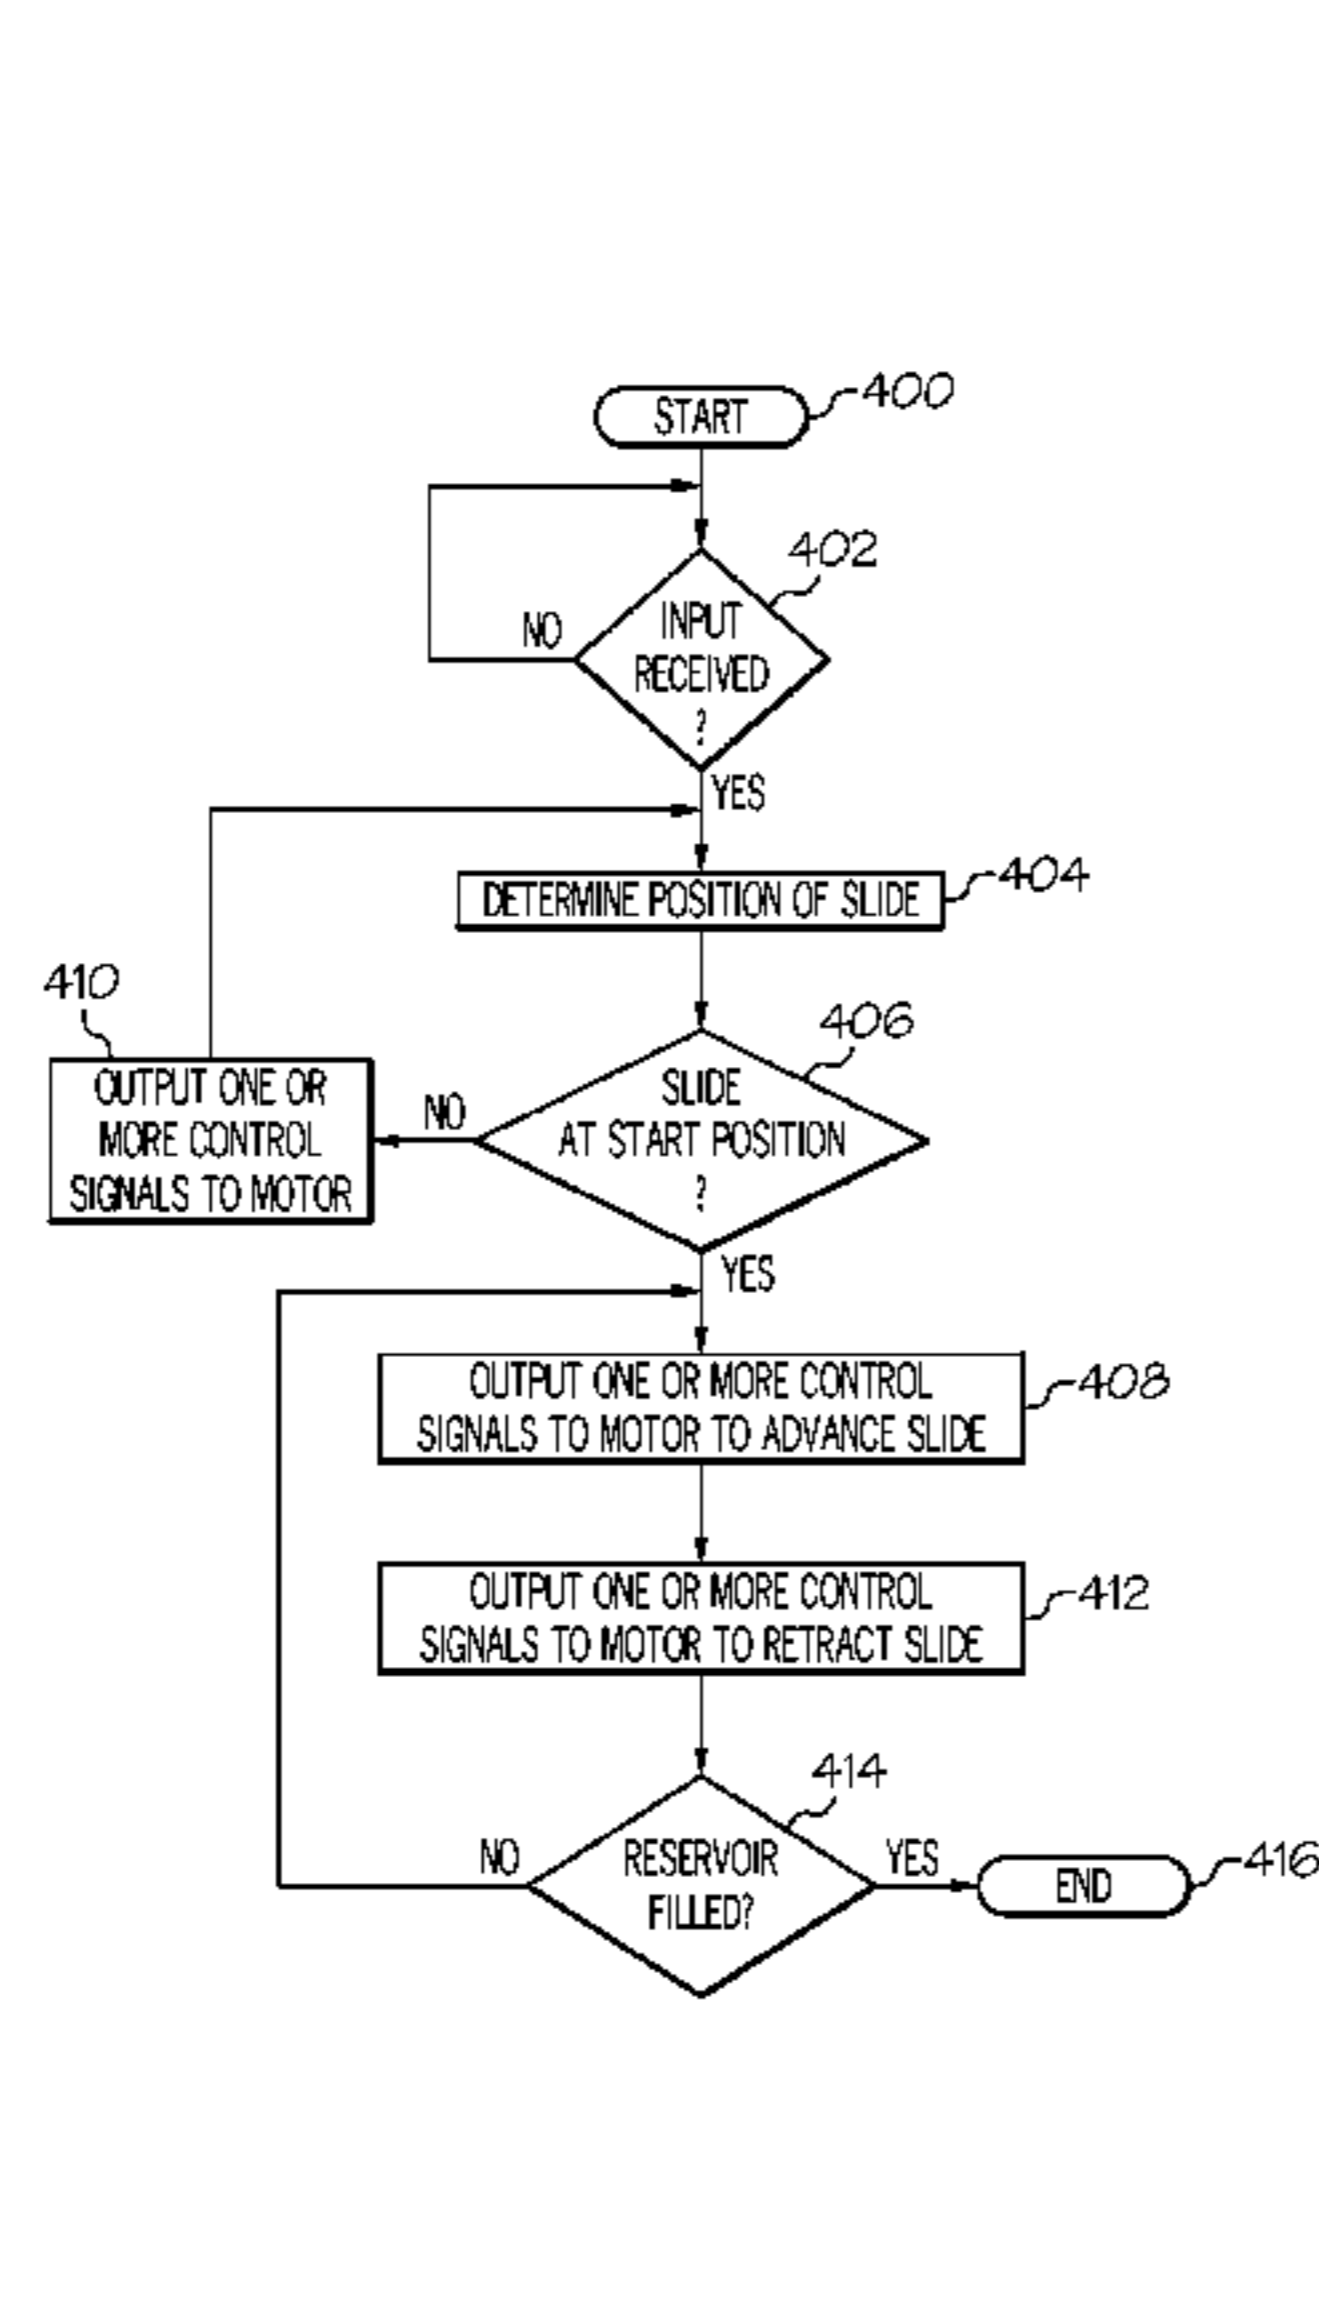 START
400
402
INPUT
RECEIVED
?
NO
YES
DETERMINE POSITION OF SLIDE
404
410
OUTPUT ONE OR
MORE CONTROL
SIGNALS TO MOTOR
NO
406
SLIDE
AT START POSITION
?
YES
OUTPUT ONE OR MORE CONTROL
SIGNALS TO MOTOR TO ADVANCE SLIDE
408
OUTPUT ONE OR MORE CONTROL
SIGNALS TO MOTOR TO RETRACT SLIDE
412
414
NO
RESERVOIR
FILLED?
YES
END
416